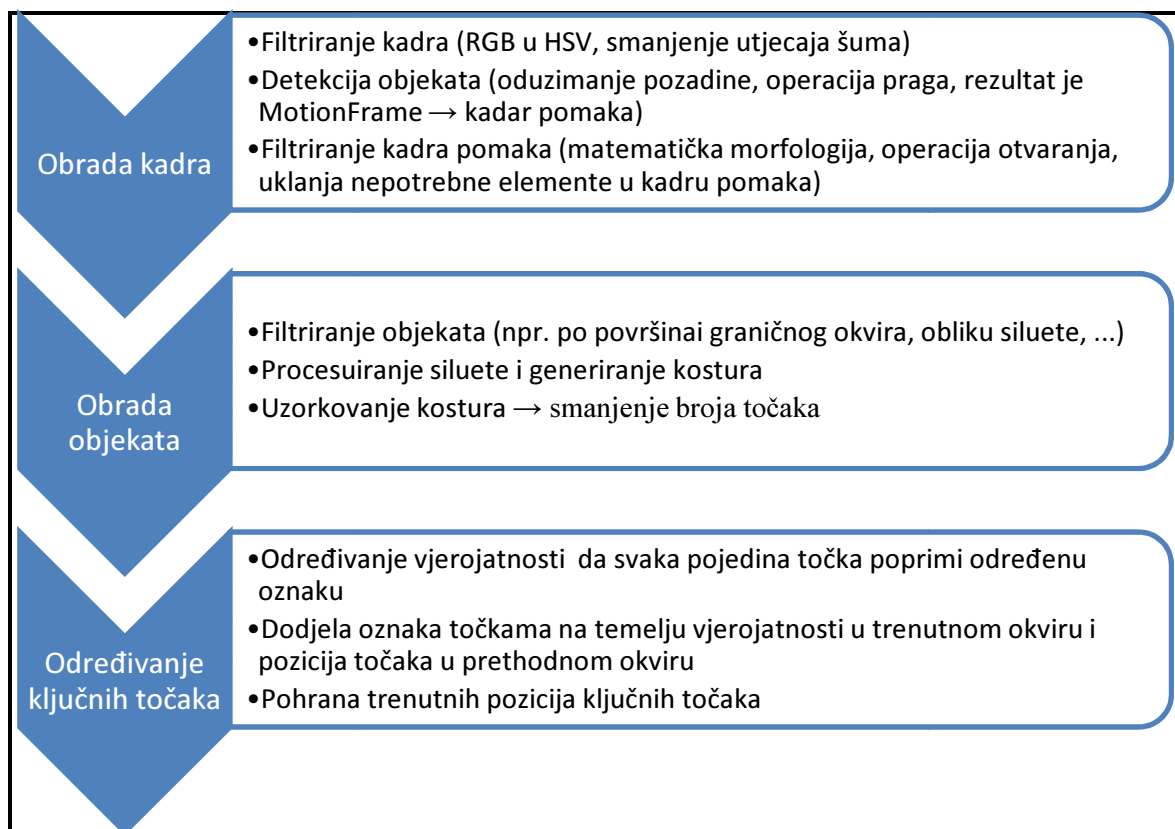 Obrada kadra
•Filtriranje kadra (RGB u HSV, smanjenje utjecaja šuma)
•Detekcija objekata (oduzimanje pozadine, operacija praga, rezultat je
MotionFrame → kadar pomaka)
•Filtriranje kadra pomaka (matematička morfologija, operacija otvaranja,
uklanja nepotrebne elemente u kadru pomaka)
Obrada
objekata
•Filtriranje objekata (npr. po površinai graničnog okvira, obliku siluete, ...)
•Procesuiranje siluete i generiranje kostura
•Uzorkovanje kostura → smanjenje broja točaka
Određivanje
ključnih točaka
•Određivanje vjerojatnosti  da svaka pojedina točka poprimi određenu
oznaku
•Dodjela oznaka točkama na temelju vjerojatnosti u trenutnom okviru i
pozicija točaka u prethodnom okviru
•Pohrana trenutnih pozicija ključnih točaka